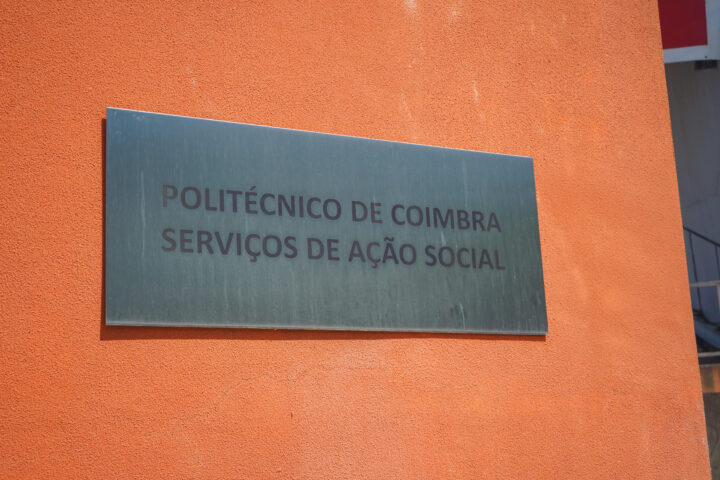 POLITÉCNICO DE COIMBRA
SERVIÇOS DE AÇÃO SOCIAL